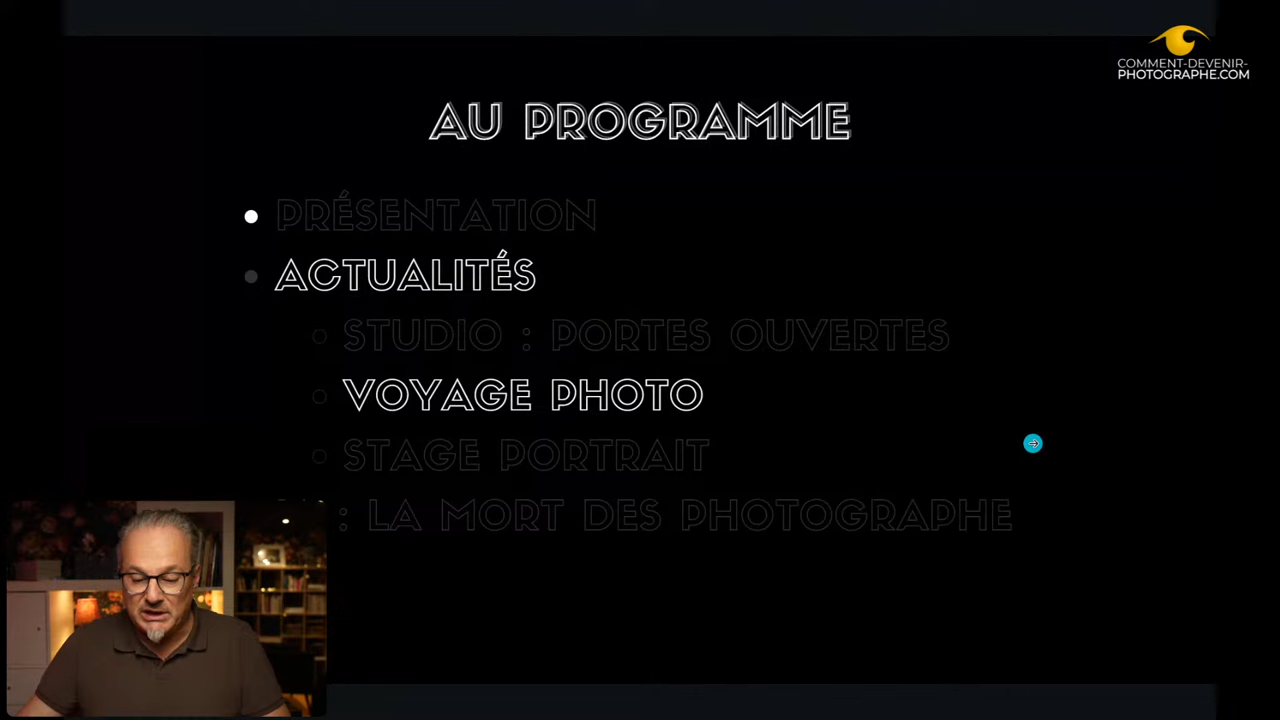 COMMENT-DEVENIR-
PHOTOGRAPHE.COM
AU PROGRAMME
PRÉSENTATION
ACTUALITÉS
STUDIO : PORTES OUVERTES
VOYAGE PHOTO
STAGE PORTRAIT
: LA MORT DES PHOTOGRAPHE